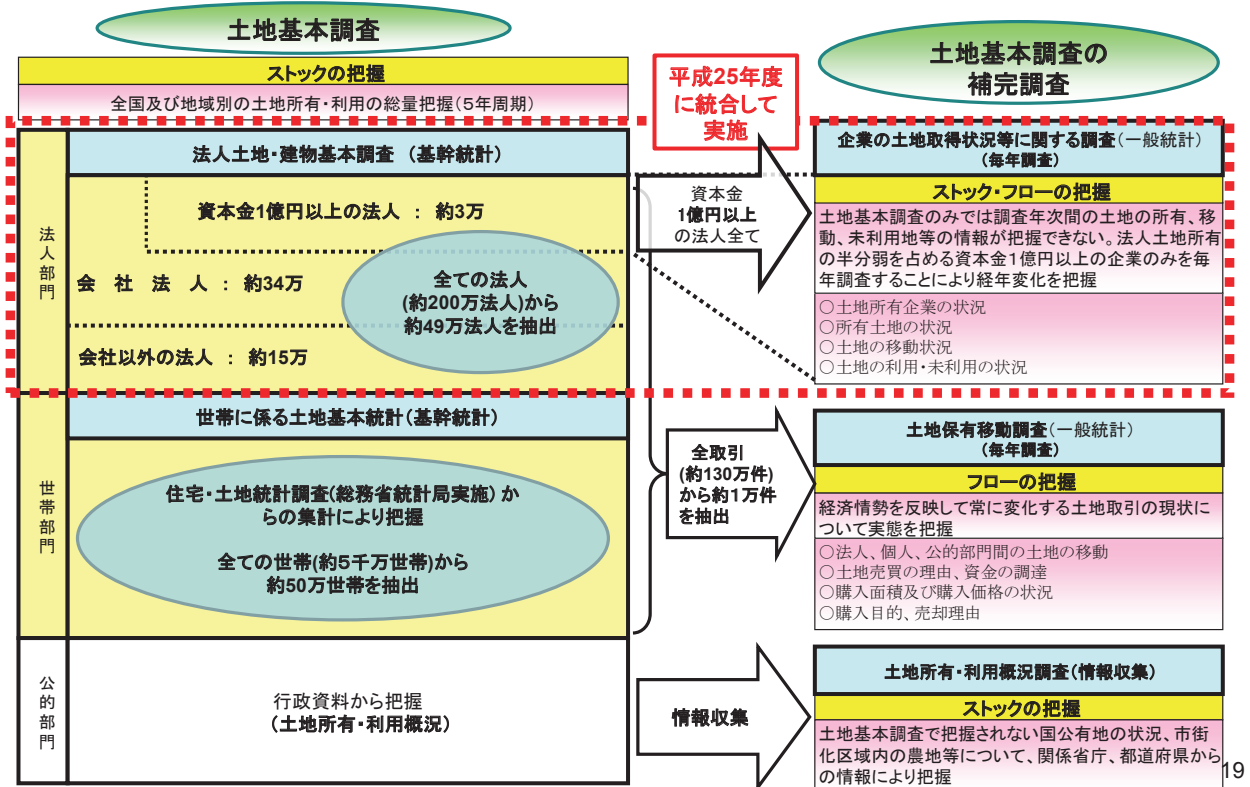 土地基本調査
ストックの把握
全国及び地域別の土地所有・利用の総量把握(5年周期)
平成25年度
に統合して
実施
土地基本調査の
補完調査
法人部門
法人土地・建物基本調査 (基幹統計)
資本金1億円以上の法人 : 約3万
会 社 法 人 : 約34万
全ての法人
(約200万法人)から
約49万法人を抽出
会社以外の法人 : 約15万
資本金
1億円以上
の法人全て
企業の土地取得状況等に関する調査(一般統計)
(毎年調査)
ストック・フローの把握
土地基本調査のみでは調査年次間の土地の所有、移
動、未利用地等の情報が把握できない。法人土地所有
の半分弱を占める資本金1億円以上の企業のみを毎
年調査することにより経年変化を把握
○土地所有企業の状況
○所有土地の状況
○土地の移動状況
○土地の利用・未利用の状況
世帯部門
世帯に係る土地基本統計(基幹統計)
住宅・土地統計調査(総務省統計局実施)か
らの集計により把握
全ての世帯(約5千万世帯)から
約50万世帯を抽出
全取引
(約130万件)
から約1万件
を抽出
土地保有移動調査(一般統計)
(毎年調査)
フローの把握
経済情勢を反映して常に変化する土地取引の現状に
ついて実態を把握
○法人、個人、公的部門間の土地の移動
○土地売買の理由、資金の調達
○購入面積及び購入価格の状況
○購入目的、売却理由
公的部門
行政資料から把握
(土地所有・利用概況)
情報収集
土地所有・利用概況調査(情報収集)
ストックの把握
土地基本調査で把握されない国公有地の状況、市街
化区域内の農地等について、関係省庁、都道府県から
の情報により把握
19